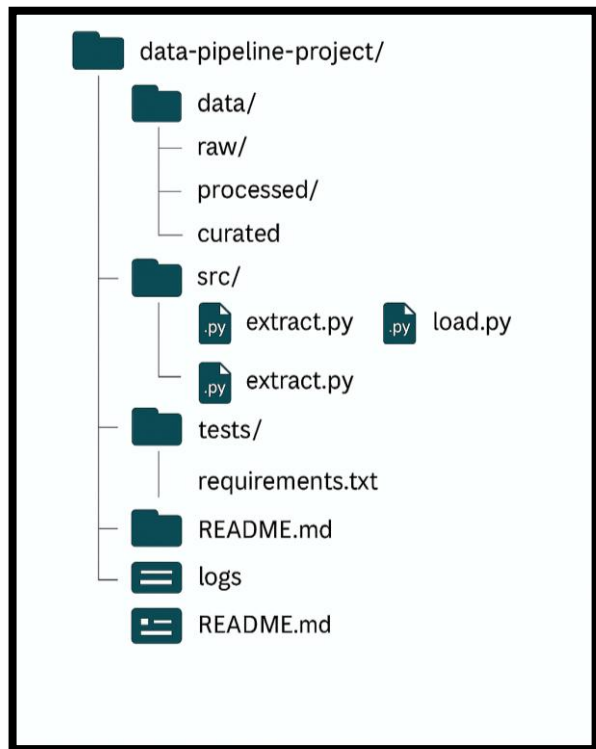 data-pipeline-project/
data/
raw/
processed/
curated
src/
.py extract.py .py load.py
.py extract.py
tests/
requirements.txt
README.md
logs
README.md